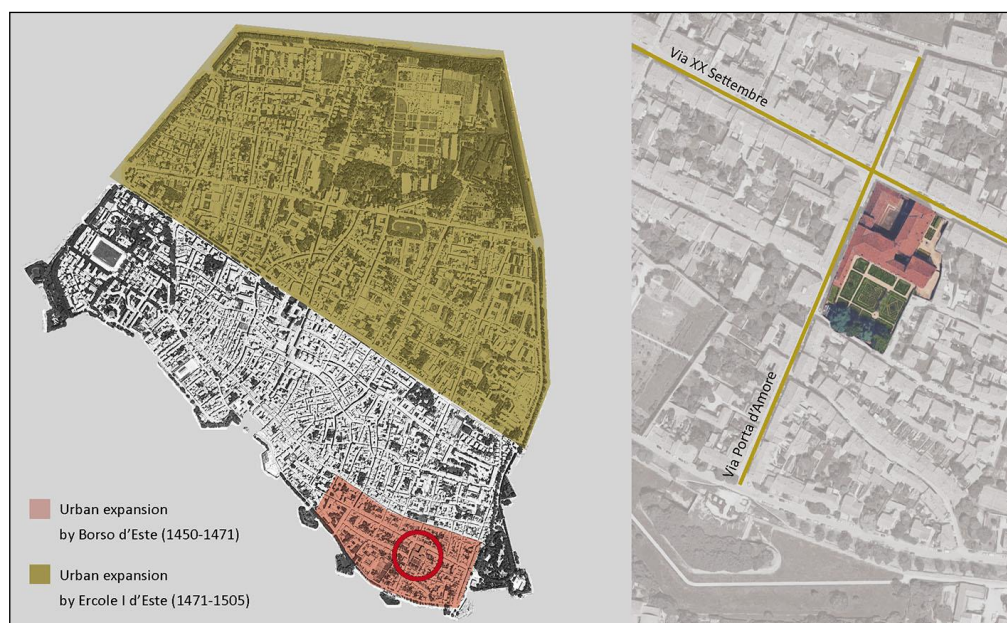 Urban expansion
by Borso d’Este (1450-1471)
Urban expansion
by Ercole I d’Este (1471-1505)
Via XX Settembre
Via Porta d’Amore